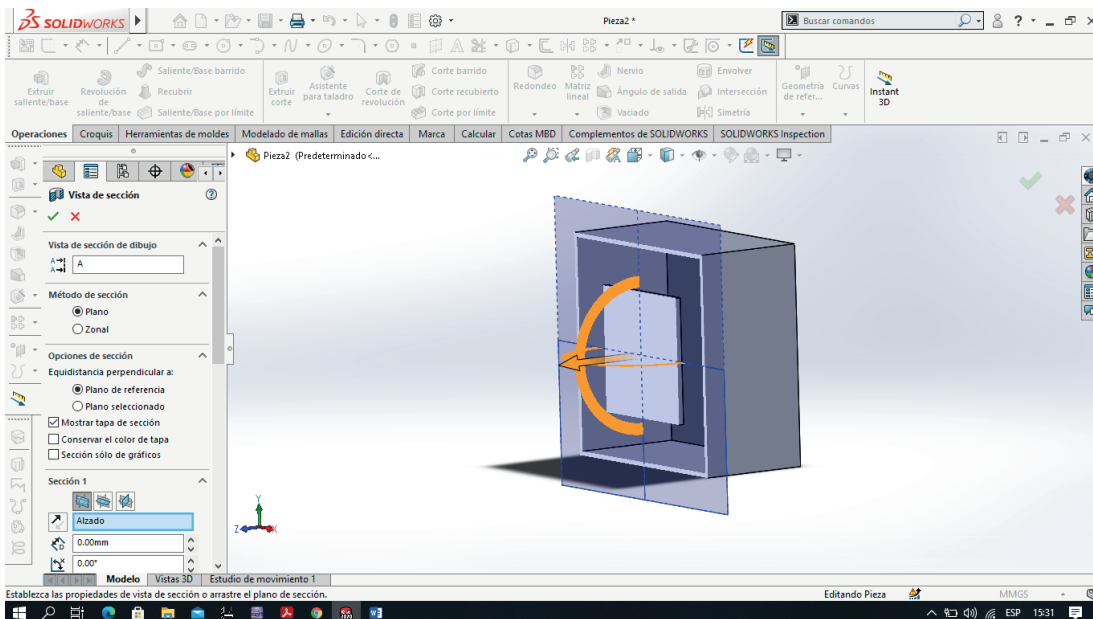 SOLIDWORKS
Pieza2 *
Buscar comandos
Extruir saliente/base
Revolución de saliente/base
Saliente/Base barrido
Recubrir
Saliente/Base por límite
Extruir corte
Asistente para taladro
Corte de revolución
Corte barrido
Corte recubierto
Corte por límite
Redondeo
Matriz lineal
Nervio
Ángulo de salida
Vaciado
Envolver
Intersección
Simetría
Geometría de refer...
Curvas
Instant 3D
Operaciones Croquis Herramientas de moldes Modelado de mallas Edición directa Marca Calcular Cotas MBD Complementos de SOLIDWORKS SOLIDWORKS Inspection
Pieza2 (Predeterminado<...
Vista de sección
Vista de sección de dibujo
A
Método de sección
Plano
Zonal
Opciones de sección
Equidistancia perpendicular a:
Plano de referencia
Plano seleccionado
Mostrar tapa de sección
Conservar el color de tapa
Sección sólo de gráficos
Sección 1
Alzado
0.00mm
0.00°
Y
Z X
Modelo Vistas 3D Estudio de movimiento 1
Establezca las propiedades de vista de sección o arrastre el plano de sección.
Editando Pieza
MMGS
ESP 15:31